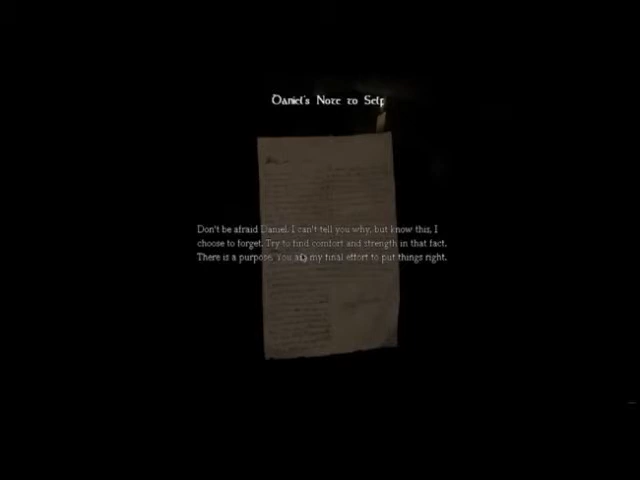 Daniel's Note to Self
Don't be afraid Daniel. I can't tell you why, but know this, I
choose to forget. Try to find comfort and strength in that fact.
There is a purpose. You are my final effort to put things right.